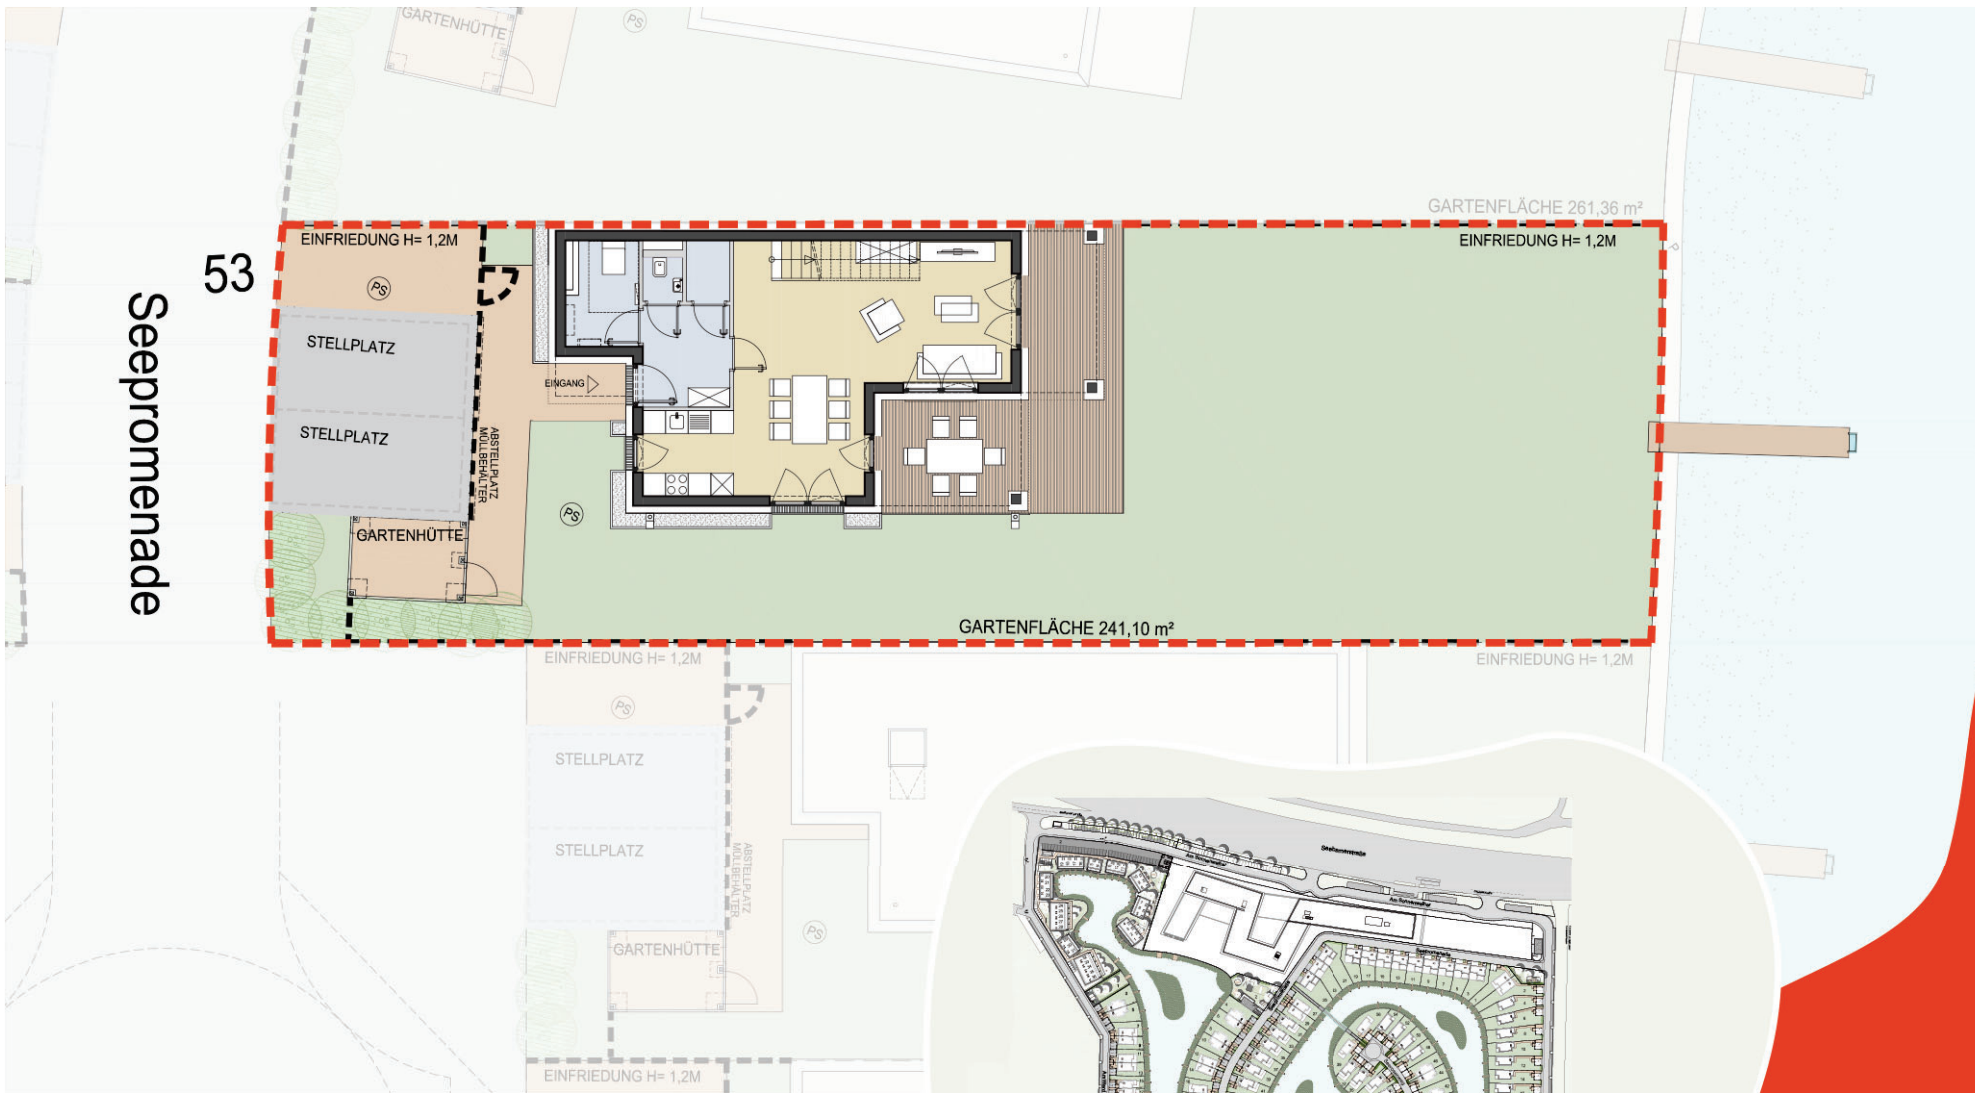 GARTENHÜTTE
PS
GARTENFLÄCHE 261,36 m²
EINFRIEDUNG H= 1,2M
EINFRIEDUNG H= 1,2M
53
PS
Seepromenade
STELLPLATZ
STELLPLATZ
EINGANG
ABSTELLPLATZ
MÜLLBEHÄLTER
PS
GARTENHÜTTE
GARTENFLÄCHE 241,10 m²
EINFRIEDUNG H= 1,2M
EINFRIEDUNG H= 1,2M
PS
STELLPLATZ
STELLPLATZ
ABSTELLPLATZ
MÜLLBEHÄLTER
PS
GARTENHÜTTE
EINFRIEDUNG H= 1,2M